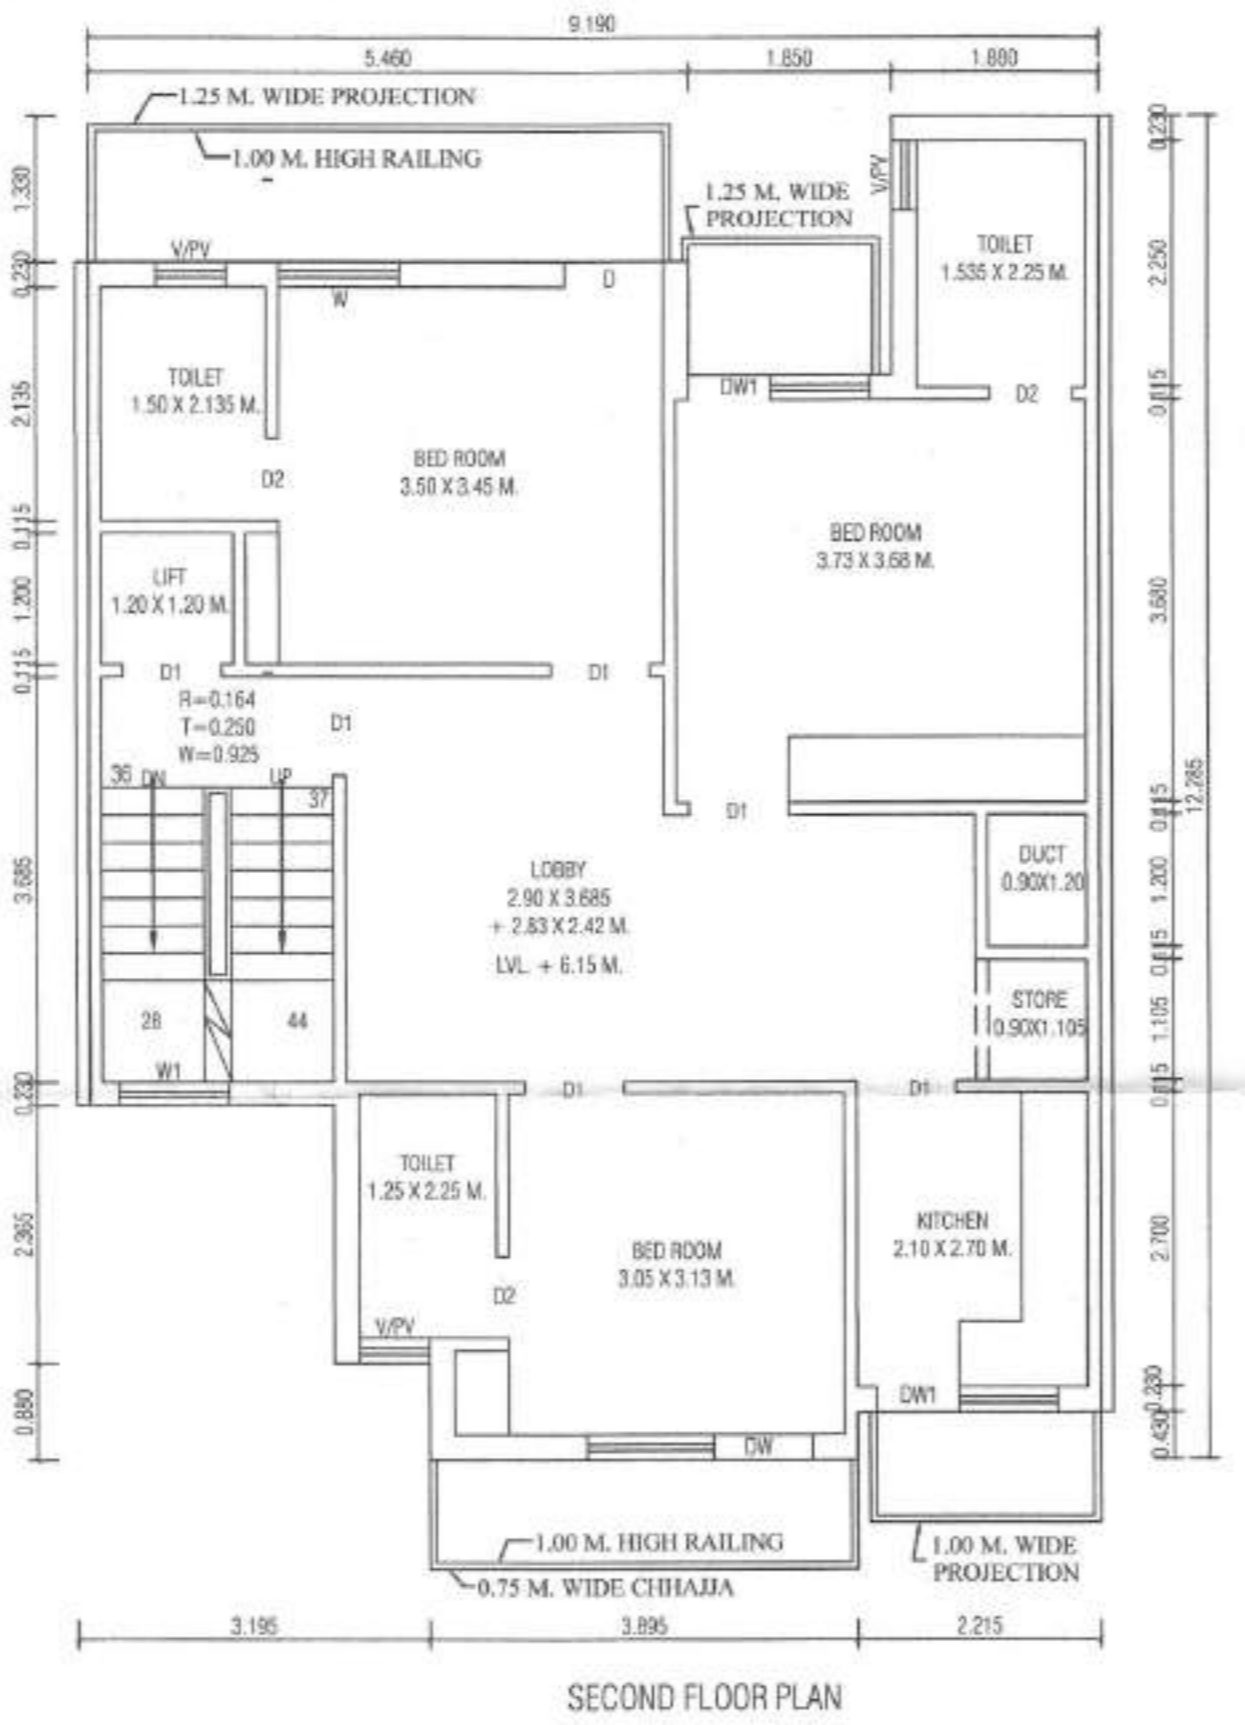 9.190
5.460
1.850
1.880
1.25 M. WIDE PROJECTION
1.00 M. HIGH RAILING
1.25 M. WIDE
PROJECTION
V/PV
TOILET
1.535 X 2.25 M.
D2
V/PV
W
D
DW1
TOILET
1.50 X 2.135 M.
D2
BED ROOM
3.50 X 3.45 M.
BED ROOM
3.73 X 3.68 M.
LIFT
1.20 X 1.20 M.
D1
D1
R=0.164
T=0.250
W=0.925
D1
36
DN
UP
37
D1
LOBBY
2.90 X 3.685
+ 2.83 X 2.42 M.
LVL. + 6.15 M.
DUCT
0.90X1.20
STORE
0.90X1.105
28
44
W1
D1
D1
TOILET
1.25 X 2.25 M.
D2
V/PV
BED ROOM
3.05 X 3.13 M.
KITCHEN
2.10 X 2.70 M.
DW1
DW
1.00 M. HIGH RAILING
0.75 M. WIDE CHHAJJA
1.00 M. WIDE
PROJECTION
1.330
0.230
2.135
0.115
1.200
0.115
3.685
0.230
2.365
0.880
0.230
2.250
0.115
3.680
0.115
1.200
0.115
1.105
0.115
2.700
0.230
0.430
12.285
3.195
3.895
2.215
SECOND FLOOR PLAN